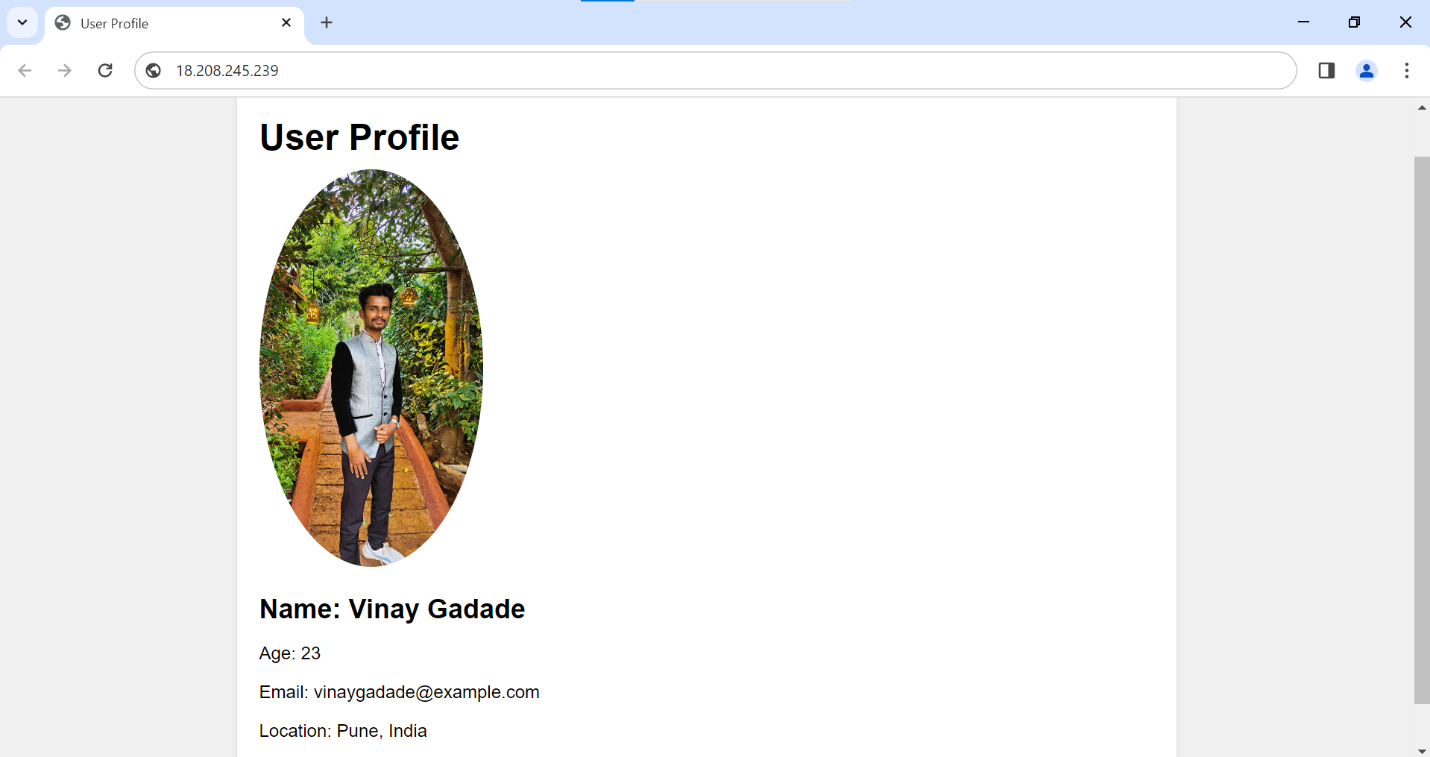 User Profile
18.208.245.239
User Profile
Name: Vinay Gadade
Age: 23
Email: vinaygadade@example.com
Location: Pune, India